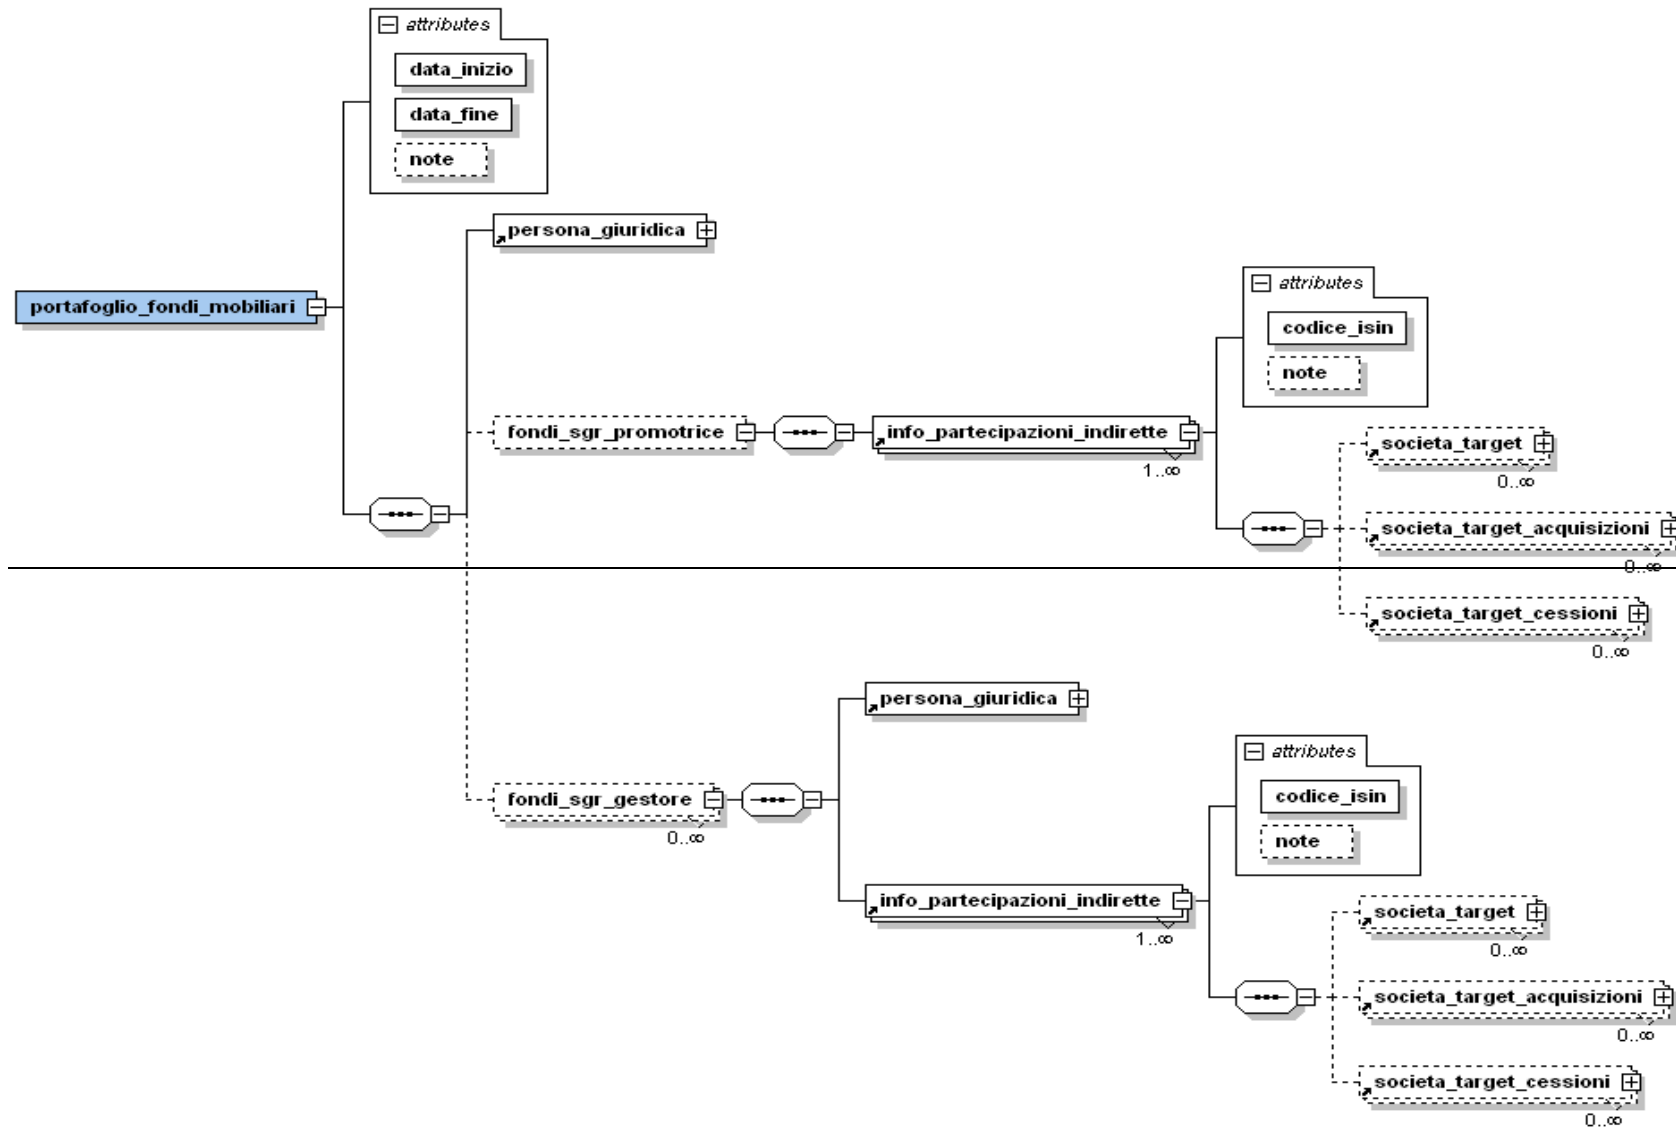 attributes
data_inizio
data_fine
note
persona_giuridica
portafoglio_fondi_mobiliari
attributes
codice_isin
note
fondi_sgr_promotrice
info_partecipazioni_indirette
1..∞
societa_target
0..∞
societa_target_acquisizioni
0..∞
societa_target_cessioni
0..∞
persona_giuridica
attributes
codice_isin
note
fondi_sgr_gestore
0..∞
info_partecipazioni_indirette
1..∞
societa_target
0..∞
societa_target_acquisizioni
0..∞
societa_target_cessioni
0..∞